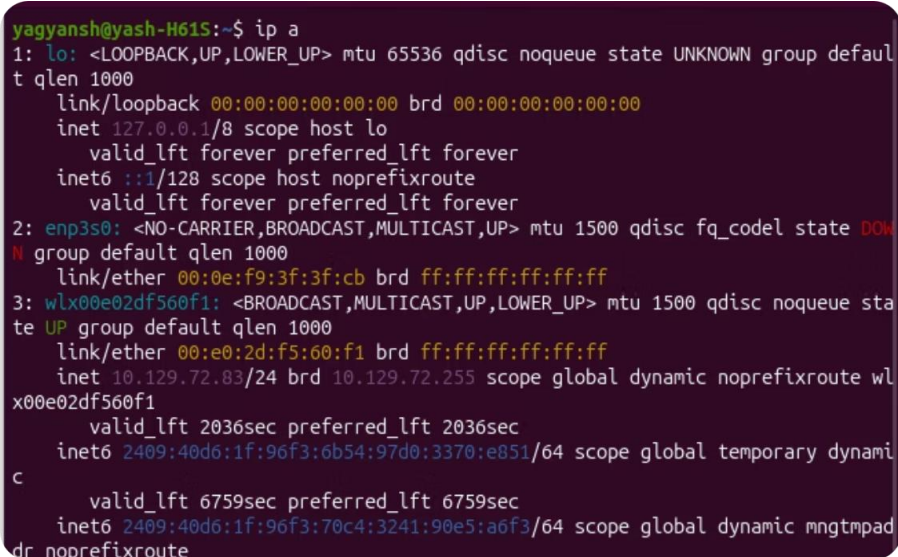 yagyansh@yash-H61S:~$ ip a
1: lo: <LOOPBACK,UP,LOWER_UP> mtu 65536 qdisc noqueue state UNKNOWN group defaul
t qlen 1000
    link/loopback 00:00:00:00:00:00 brd 00:00:00:00:00:00
    inet 127.0.0.1/8 scope host lo
       valid_lft forever preferred_lft forever
    inet6 ::1/128 scope host noprefixroute
       valid_lft forever preferred_lft forever
2: enp3s0: <NO-CARRIER,BROADCAST,MULTICAST,UP> mtu 1500 qdisc fq_codel state DOW
N group default qlen 1000
    link/ether 00:0e:f9:3f:3f:cb brd ff:ff:ff:ff:ff:ff
3: wlx00e02df560f1: <BROADCAST,MULTICAST,UP,LOWER_UP> mtu 1500 qdisc noqueue sta
te UP group default qlen 1000
    link/ether 00:e0:2d:f5:60:f1 brd ff:ff:ff:ff:ff:ff
    inet 10.129.72.83/24 brd 10.129.72.255 scope global dynamic noprefixroute wl
x00e02df560f1
       valid_lft 2036sec preferred_lft 2036sec
    inet6 2409:40d6:1f:96f3:6b54:97d0:3370:e851/64 scope global temporary dynami
c
       valid_lft 6759sec preferred_lft 6759sec
    inet6 2409:40d6:1f:96f3:70c4:3241:90e5:a6f3/64 scope global dynamic mngtmpad
dr noprefixroute